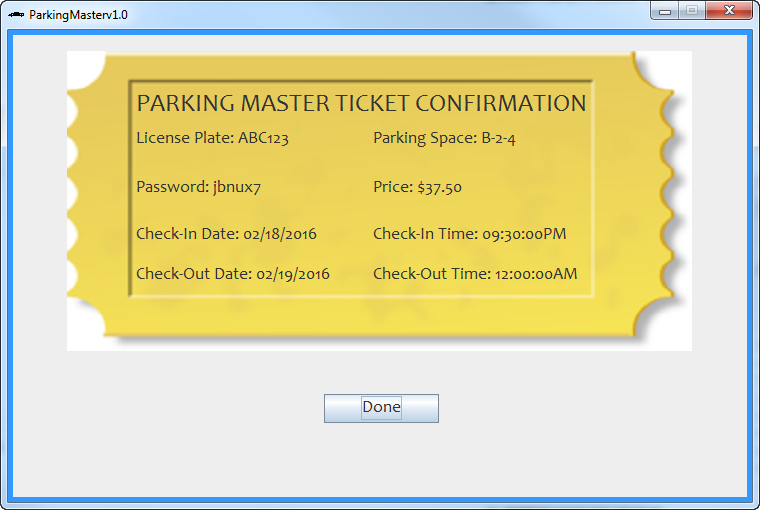 ParkingMasterv1.0
PARKING MASTER TICKET CONFIRMATION
License Plate: ABC123 Parking Space: B-2-4
Password: jbnux7 Price: $37.50
Check-In Date: 02/18/2016 Check-In Time: 09:30:00PM
Check-Out Date: 02/19/2016 Check-Out Time: 12:00:00AM
Done